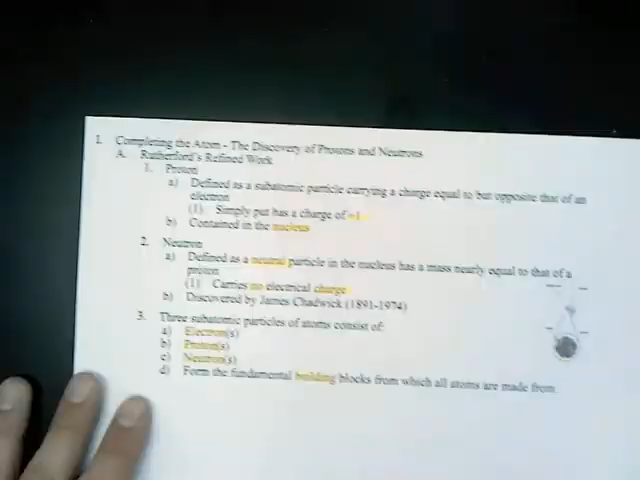 I. Completing the Atom - The Discovery of Protons and Neutrons
A. Rutherford's Refined Work
1. Proton
a) Defined as a subatomic particle carrying a charge equal to but opposite that of an
electron
(1) Simply put has a charge of +1
b) Contained in the nucleus
2. Neutron
a) Defined as a neutral particle in the nucleus has a mass nearly equal to that of a
proton
(1) Carries no electrical charge
b) Discovered by James Chadwick (1891-1974)
3. Three subatomic particles of atoms consist of:
a) Electron(s)
b) Proton(s)
c) Neutron(s)
d) Form the fundamental building blocks from which all atoms are made from